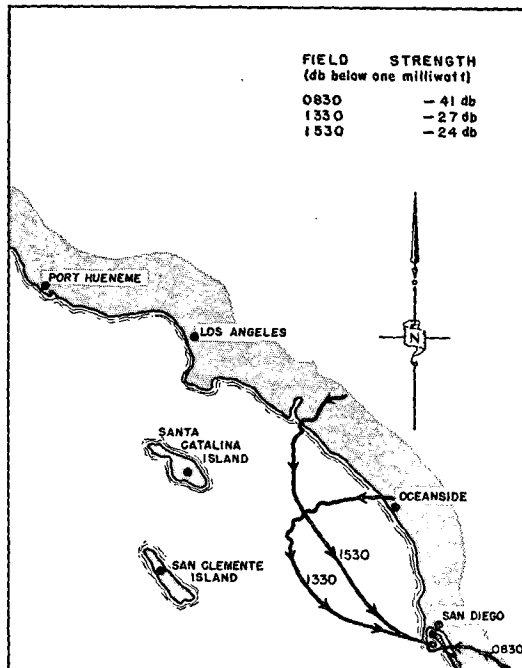 FIELD STRENGTH
(db below one milliwatt)
0830 -41 db
1330 -27 db
1530 -24 db
PORT HUENEME
N
LOS ANGELES
SANTA
CATALINA
ISLAND
OCEANSIDE
1530
SAN CLEMENTE
ISLAND
1330
SAN DIEGO
0830